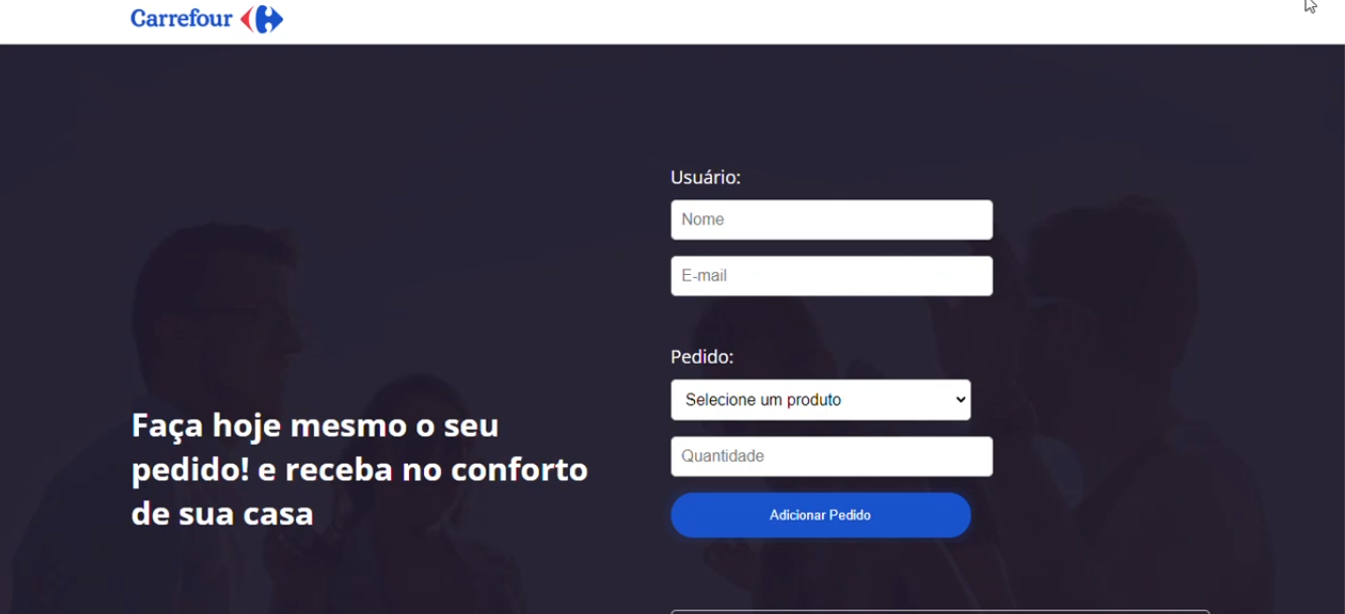 Carrefour
Usuário:
Nome
E-mail
Pedido:
Selecione um produto
Quantidade
Adicionar Pedido
Faça hoje mesmo o seu
pedido! e receba no conforto
de sua casa